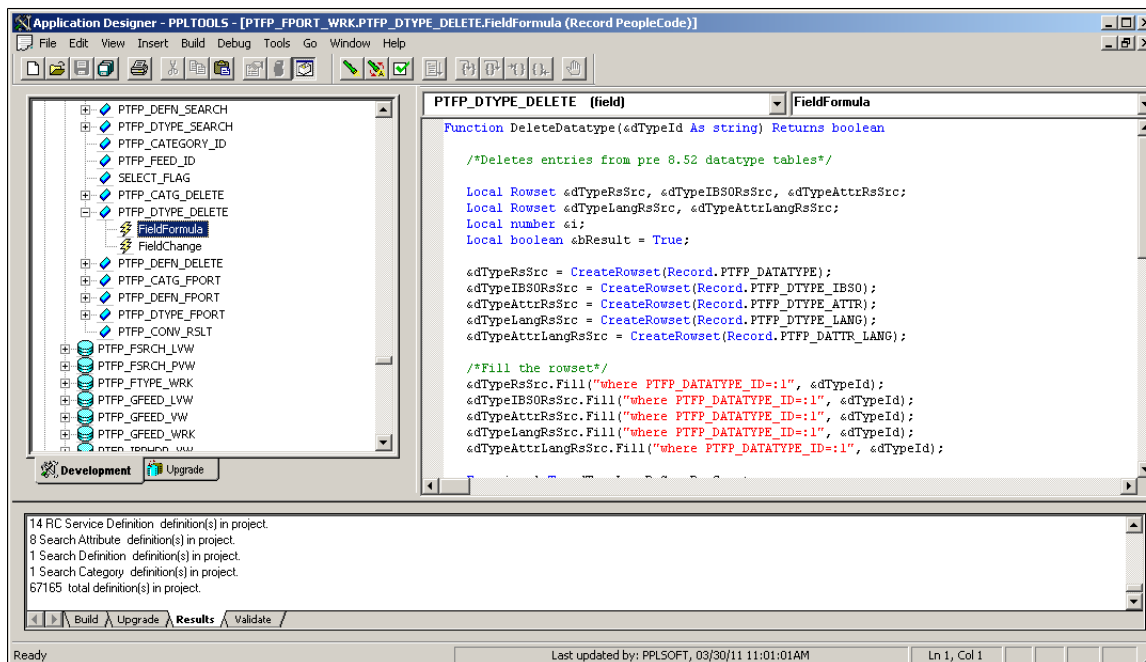 Application Designer - PPLTOOLS - [PTFP_FPORT_WRK.PTFP_DTYPE_DELETE.FieldFormula (Record PeopleCode)]
File Edit View Insert Build Debug Tools Go Window Help
PTFP_DEFN_SEARCH
PTFP_DTYPE_SEARCH
PTFP_CATEGORY_ID
PTFP_FEED_ID
SELECT_FLAG
PTFP_CATG_DELETE
PTFP_DTYPE_DELETE
FieldFormula
FieldChange
PTFP_DEFN_DELETE
PTFP_CATG_FPORT
PTFP_DEFN_FPORT
PTFP_DTYPE_FPORT
PTFP_CONV_RSLT
PTFP_FSRCH_LVW
PTFP_FSRCH_PVW
PTFP_FTYPE_WRK
PTFP_GFEED_LVW
PTFP_GFEED_VW
PTFP_GFEED_WRK
Development Upgrade
PTFP_DTYPE_DELETE (field) FieldFormula
Function DeleteDatatype(&dTypeId As string) Returns boolean
/*Deletes entries from pre 8.52 datatype tables*/
Local Rowset &dTypeRsSrc, &dTypeIBSORsSrc, &dTypeAttrRsSrc;
Local Rowset &dTypeLangRsSrc, &dTypeAttrLangRsSrc;
Local number &i;
Local boolean &bResult = True;
&dTypeRsSrc = CreateRowset(Record.PTFP_DATATYPE);
&dTypeIBSORsSrc = CreateRowset(Record.PTFP_DTYPE_IBSO);
&dTypeAttrRsSrc = CreateRowset(Record.PTFP_DTYPE_ATTR);
&dTypeLangRsSrc = CreateRowset(Record.PTFP_DTYPE_LANG);
&dTypeAttrLangRsSrc = CreateRowset(Record.PTFP_DATTR_LANG);
/*Fill the rowset*/
&dTypeRsSrc.Fill("where PTFP_DATATYPE_ID=:1", &dTypeId);
&dTypeIBSORsSrc.Fill("where PTFP_DATATYPE_ID=:1", &dTypeId);
&dTypeAttrRsSrc.Fill("where PTFP_DATATYPE_ID=:1", &dTypeId);
&dTypeLangRsSrc.Fill("where PTFP_DATATYPE_ID=:1", &dTypeId);
&dTypeAttrLangRsSrc.Fill("where PTFP_DATATYPE_ID=:1", &dTypeId);
14 RC Service Definition definition(s) in project.
8 Search Attribute definition(s) in project.
1 Search Definition definition(s) in project.
1 Search Category definition(s) in project.
67165 total definition(s) in project.
Build Upgrade Results Validate
Ready Last updated by: PPLSOFT, 03/30/11 11:01:01AM Ln 1, Col 1